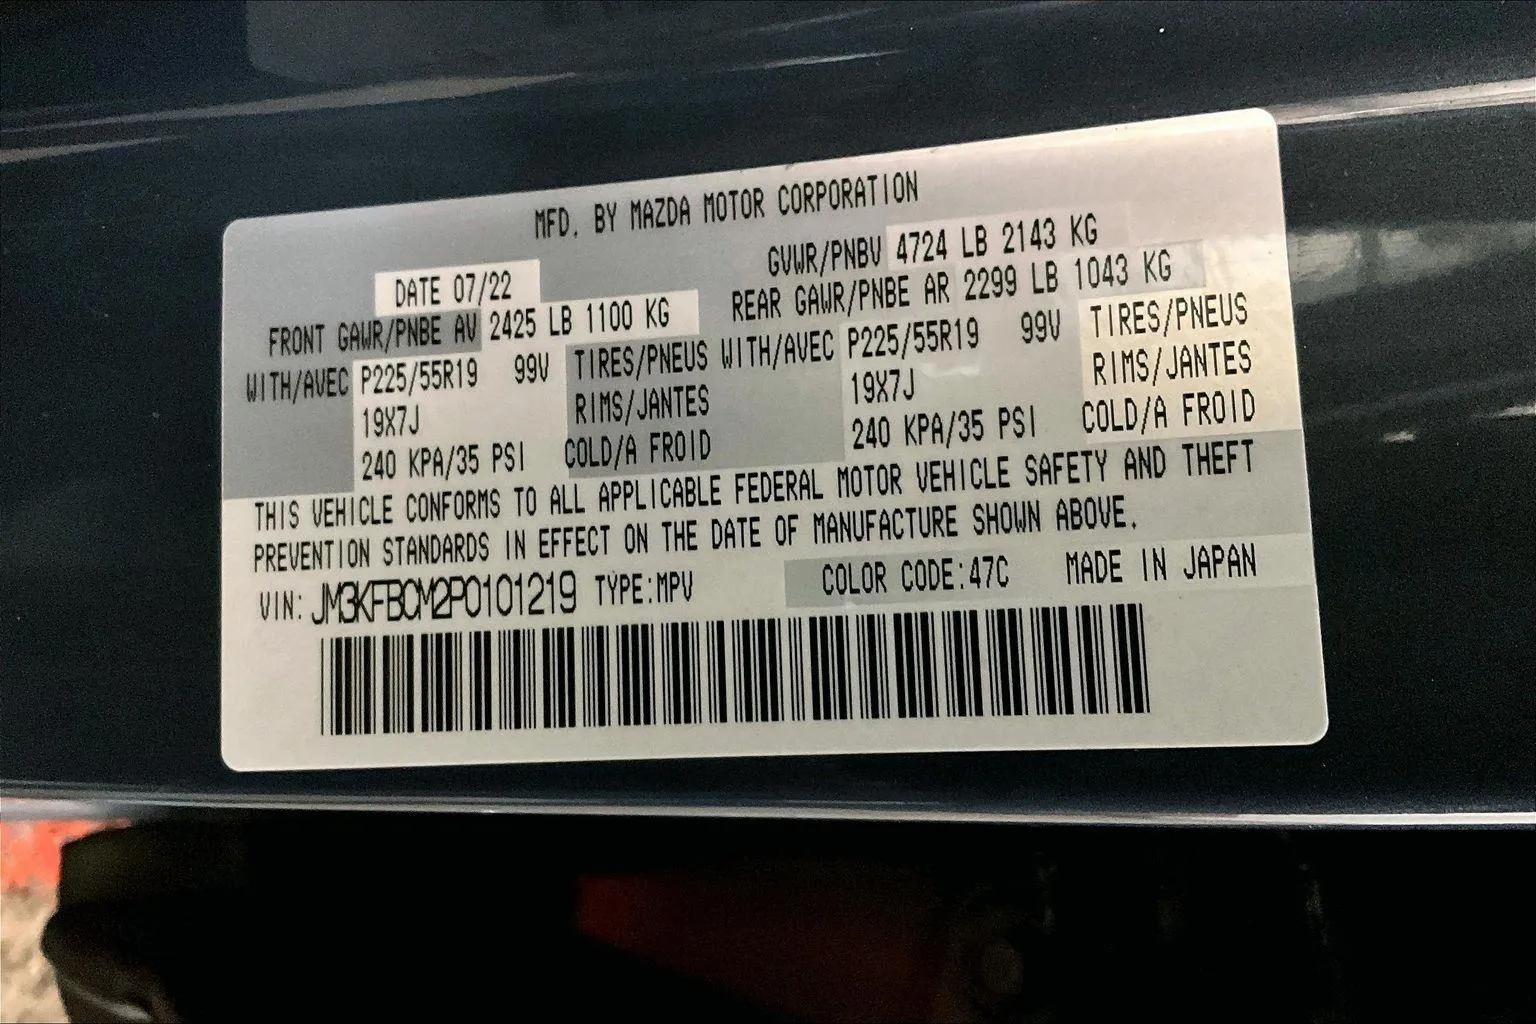 MFD. BY MAZDA MOTOR CORPORATION
DATE 07/22 GVWR/PNBV 4724 LB 2143 KG
FRONT GAWR/PNBE AV 2425 LB 1100 KG REAR GAWR/PNBE AR 2299 LB 1043 KG
WITH/AVEC P225/55R19 99V TIRES/PNEUS WITH/AVEC P225/55R19 99V TIRES/PNEUS
19X7J RIMS/JANTES 19X7J RIMS/JANTES
240 KPA/35 PSI COLD/A FROID 240 KPA/35 PSI COLD/A FROID
THIS VEHICLE CONFORMS TO ALL APPLICABLE FEDERAL MOTOR VEHICLE SAFETY AND THEFT
PREVENTION STANDARDS IN EFFECT ON THE DATE OF MANUFACTURE SHOWN ABOVE.
VIN: JM3KFBCM2P0101219 TYPE:MPV COLOR CODE:47C MADE IN JAPAN